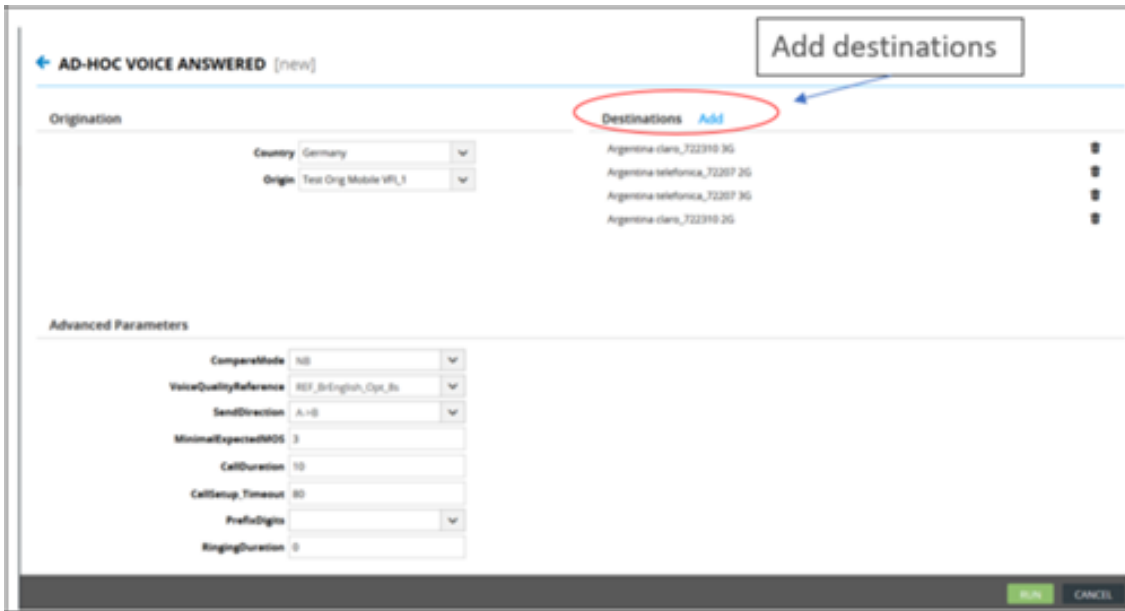 Add destinations
AD-HOC VOICE ANSWERED [new]
Origination
Country Germany
Origin Test Orig Mobile VFI_1
Destinations Add
Argentina claro_722310 3G
Argentina telefonica_72207 2G
Argentina telefonica_72207 3G
Argentina claro_722310 2G
Advanced Parameters
CompareMode NB
VoiceQualityReference REF_BrEnglish_Opt_8s
SendDirection A->B
MinimalExpectedMOS 3
CallDuration 10
CallSetup_Timeout 80
PrefixDigits
RingingDuration 0
RUN CANCEL